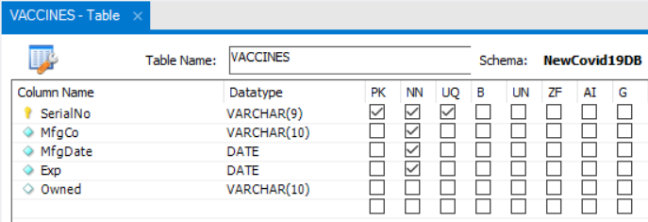 VACCINES - Table ×
Table Name: VACCINES Schema: NewCovid19DB
Column Name Datatype PK NN UQ B UN ZF AI G
SerialNo VARCHAR(9)
MfgCo VARCHAR(10)
MfgDate DATE
Exp DATE
Owned VARCHAR(10)